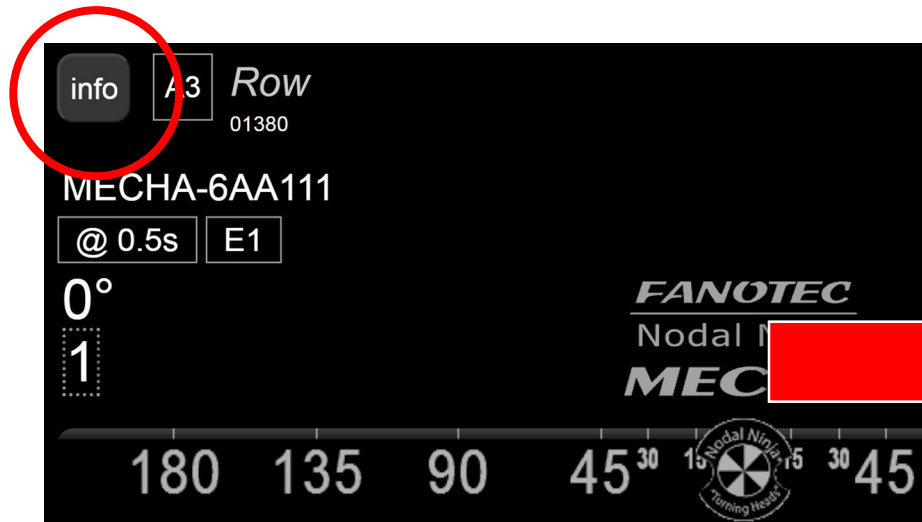 info A3 Row
01380
MECHA-6AA111
@ 0.5s E1
0°
FANOTEC
Nodal
1
MEC
180 135 90 45 30 15 15 30 45
Nodal Ninja
Turning Heads